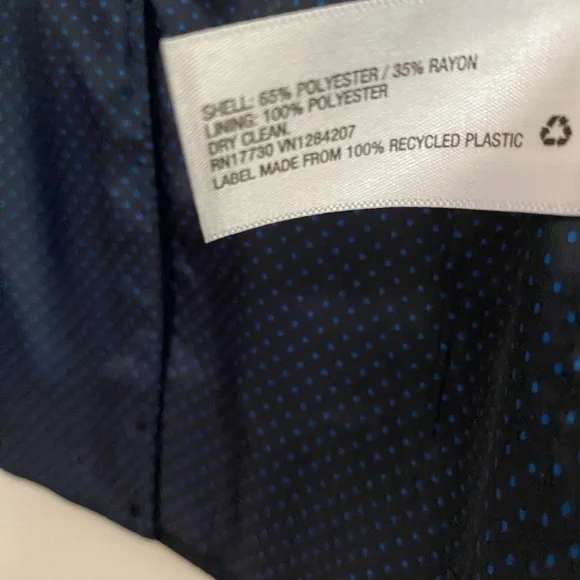 SHELL: 65% POLYESTER / 35% RAYON
LINING: 100% POLYESTER
DRY CLEAN.
RN17730 VN1284207
LABEL MADE FROM 100% RECYCLED PLASTIC